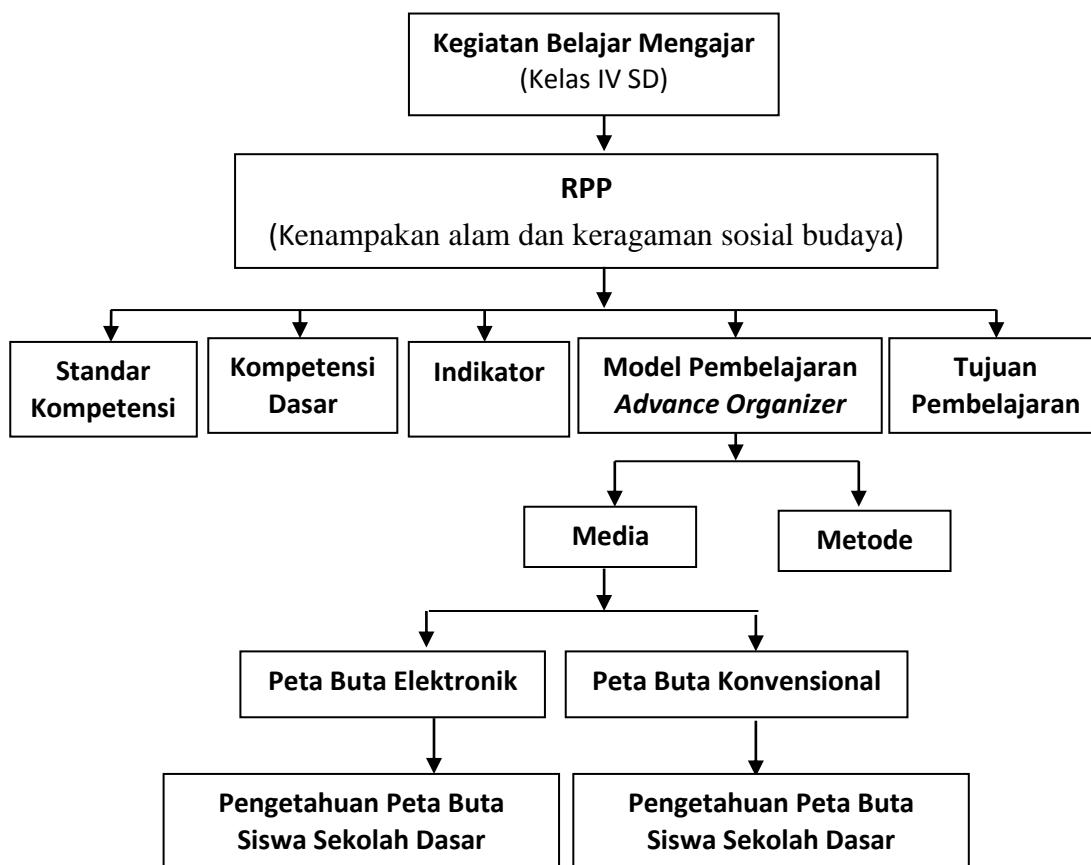 Kegiatan Belajar Mengajar
(Kelas IV SD)
RPP
(Kenampakan alam dan keragaman sosial budaya)
Standar
Kompetensi
Kompetensi
Dasar
Indikator
Model Pembelajaran
Advance Organizer
Tujuan
Pembelajaran
Media
Metode
Peta Buta Elektronik
Peta Buta Konvensional
Pengetahuan Peta Buta
Siswa Sekolah Dasar
Pengetahuan Peta Buta
Siswa Sekolah Dasar